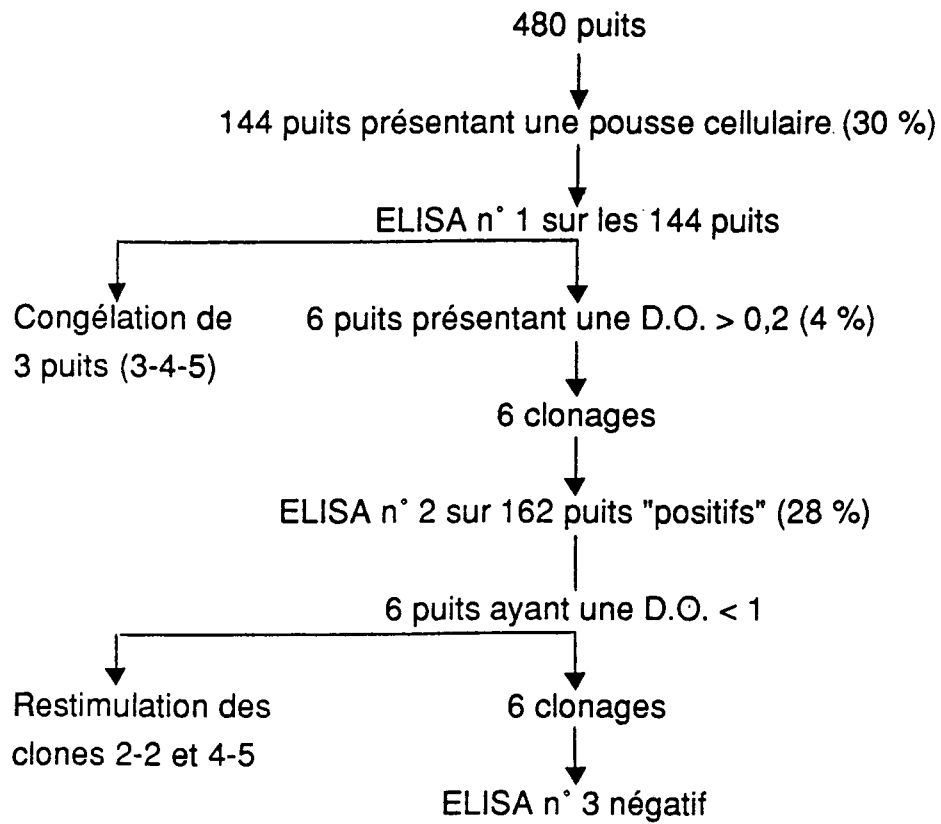 480 puits
144 puits présentant une pousse cellulaire (30 %)
ELISA n° 1 sur les 144 puits
Congélation de
3 puits (3-4-5)
6 puits présentant une D.O. > 0,2 (4 %)
6 clonages
ELISA n° 2 sur 162 puits "positifs" (28 %)
6 puits ayant une D.O. < 1
Restimulation des
clones 2-2 et 4-5
6 clonages
ELISA n° 3 négatif